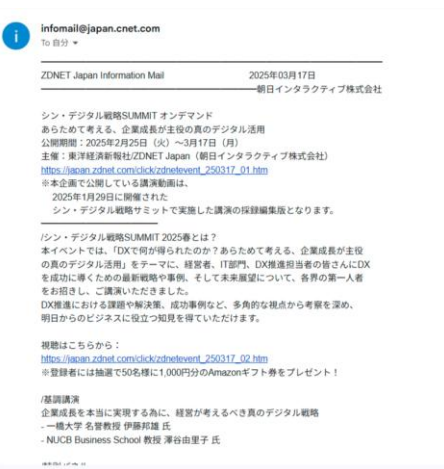 i
infomail@japan.cnet.com
To 自分
ZDNET Japan Information Mail 2025年03月17日
朝日インタラクティブ株式会社
シン・デジタル戦略SUMMIT オンデマンド
あらためて考える、企業成長が主役の真のデジタル活用
公開期間：2025年2月25日（火）～3月17日（月）
主催：東洋経済新報社/ZDNET Japan（朝日インタラクティブ株式会社）
https://japan.zdnet.com/click/zdnetevent_250317_01.htm
※本企画で公開している講演動画は、
2025年1月29日に開催された
シン・デジタル戦略サミットで実施した講演の採録編集版となります。
/シン・デジタル戦略SUMMIT 2025春とは？
本イベントでは、「DXで何が得られたのか？あらためて考える、企業成長が主役
の真のデジタル活用」をテーマに、経営者、IT部門、DX推進担当者の皆さんにDX
を成功に導くための最新戦略や事例、そして未来展望について、各界の第一人者
をお招きし、ご講演いただきました。
DX推進における課題や解決策、成功事例など、多角的な視点から考察を深め、
明日からのビジネスに役立つ知見を得ていただけます。
視聴はこちらから：
https://japan.zdnet.com/click/zdnetevent_250317_02.htm
※登録者には抽選で50名様に1,000円分のAmazonギフト券をプレゼント！
/基調講演
企業成長を本当に実現する為に、経営が考えるべき真のデジタル戦略
- 一橋大学 名誉教授 伊藤邦雄 氏
- NUCB Business School 教授 澤谷由里子 氏